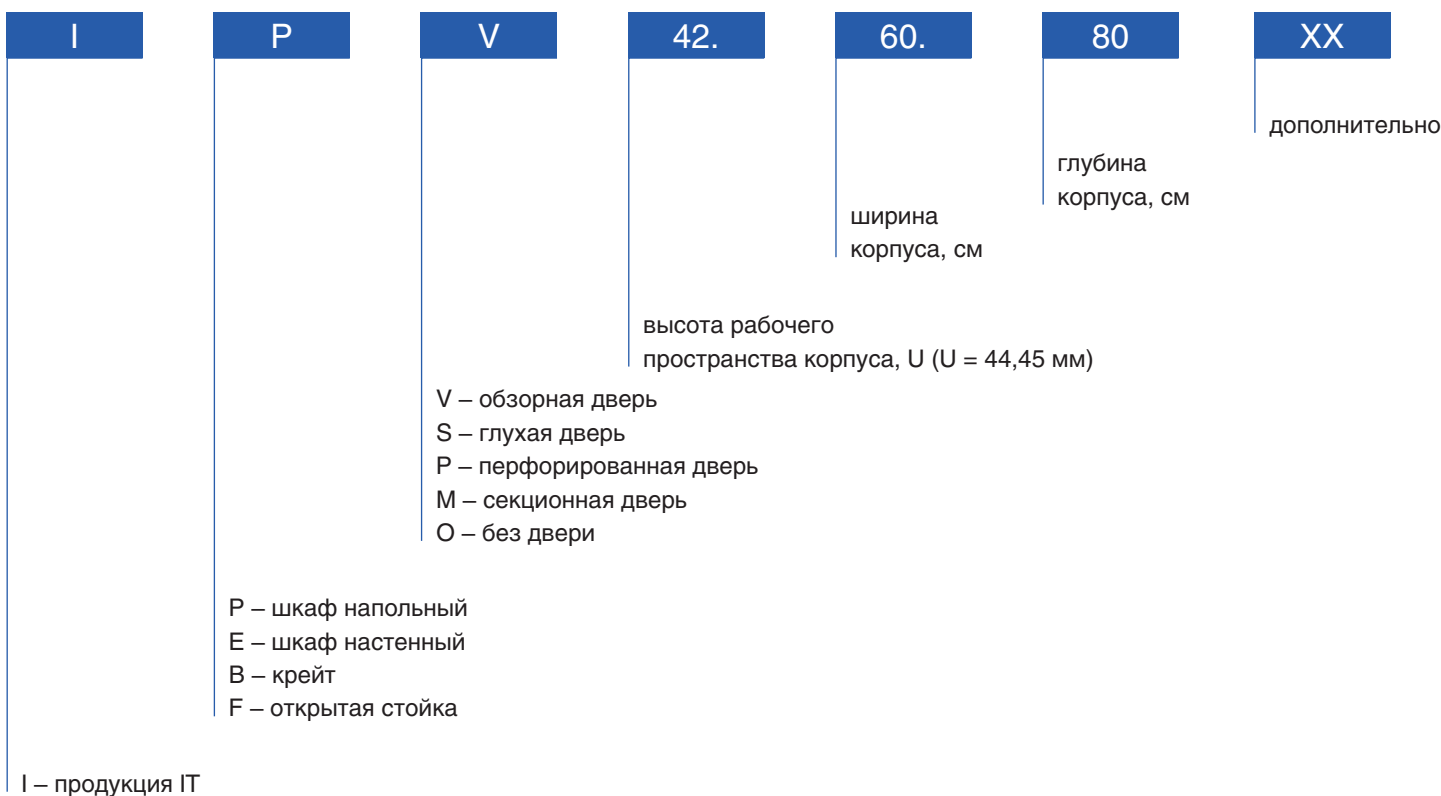 I P V 42. 60. 80 XX
дополнительно
глубина
корпуса, см
ширина
корпуса, см
высота рабочего
пространства корпуса, U (U = 44,45 мм)
V – обзорная дверь
S – глухая дверь
P – перфорированная дверь
M – секционная дверь
O – без двери
P – шкаф напольный
E – шкаф настенный
B – крейт
F – открытая стойка
I – продукция IT